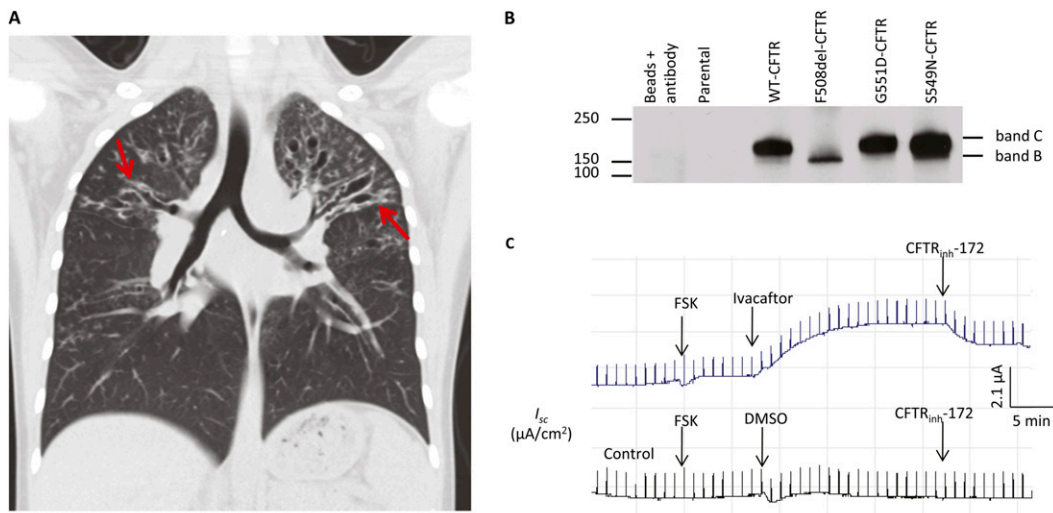 A
B
Beads +
antibody
Parental
WT-CFTR
F508del-CFTR
G551D-CFTR
S549N-CFTR
250
150
100
band C
band B
C
CFTRinh-172
FSK
Ivacaftor
2.1 µA
5 min
Isc
(µA/cm²)
FSK
DMSO
CFTRinh-172
Control